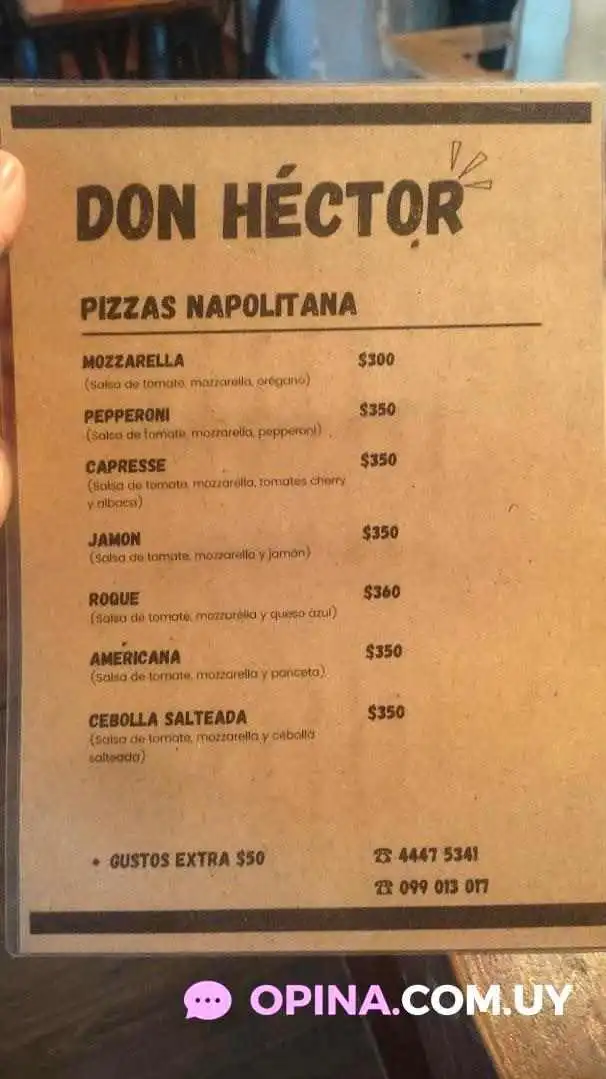 DON HÉCTOR
PIZZAS NAPOLITANA
MOZZARELLA $300
(Salsa de tomate, mozzarella, orégano)
PEPPERONI $350
(Salsa de tomate, mozzarella, pepperoni)
CAPRESSE $350
(Salsa de tomate, mozzarella, tomates cherry
y albaca)
JAMON $350
(Salsa de tomate, mozzarella y jamón)
ROQUE $360
(Salsa de tomate, mozzarella y queso azul)
AMERICANA $350
(Salsa de tomate, mozzarella y panceta)
CEBOLLA SALTEADA $350
(Salsa de tomate, mozzarella y cebolla
salteada)
• GUSTOS EXTRA $50
☎ 4447 5341
☎ 099 013 017
OPINA.COM.UY